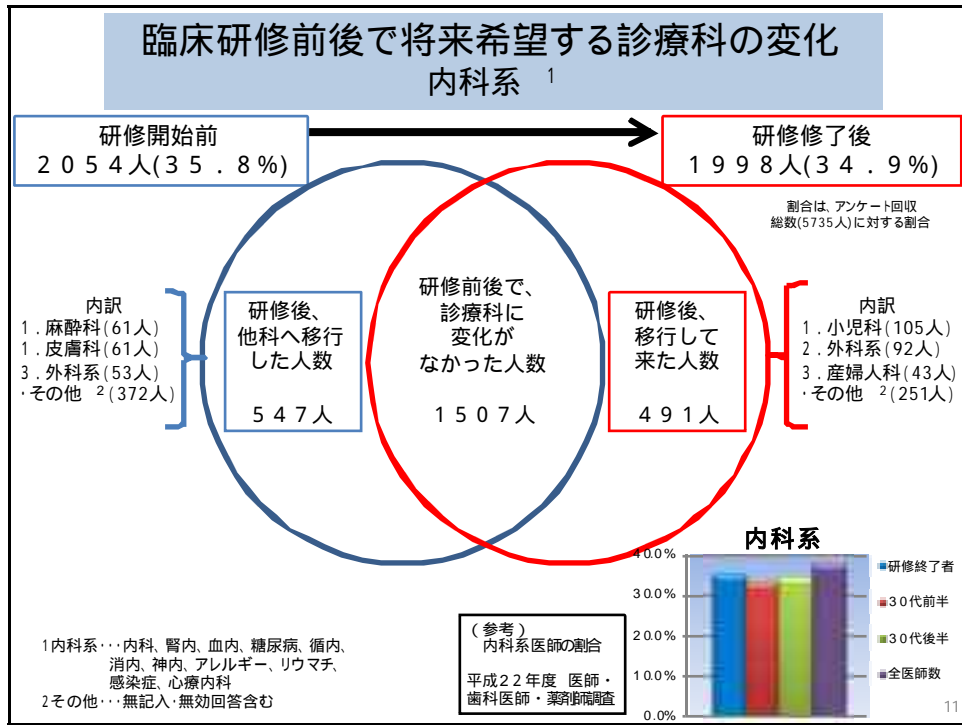 臨床研修前後で将来希望する診療科の変化
内科系 1
研修開始前
2054人(35.8%)
研修修了後
1998人(34.9%)
割合は、アンケート回収
総数(5735人)に対する割合
内訳
1.麻酔科(61人)
1.皮膚科(61人)
3.外科系(53人)
・その他 2(372人)
研修後、
他科へ移行
した人数
547人
研修前後で、
診療科に
変化が
なかった人数
1507人
研修後、
移行して
来た人数
491人
内訳
1.小児科(105人)
2.外科系(92人)
3.産婦人科(43人)
・その他 2(251人)
内科系
40.0%
30.0%
20.0%
10.0%
0.0%
研修終了者
30代前半
30代後半
全医師数
(参考)
内科系医師の割合
平成22年度 医師・
歯科医師・薬剤師調査
1内科系・・・内科、腎内、血内、糖尿病、循内、
消内、神内、アレルギー、リウマチ、
感染症、心療内科
2その他・・・無記入・無効回答含む
11